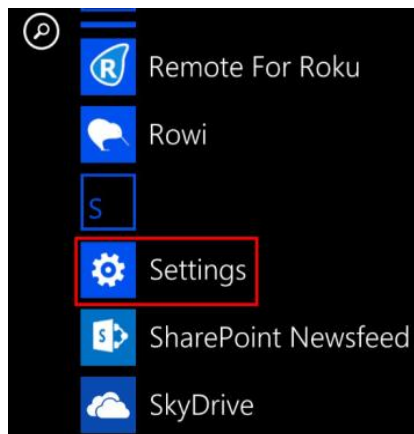 Remote For Roku
Rowi
S
Settings
SharePoint Newsfeed
SkyDrive